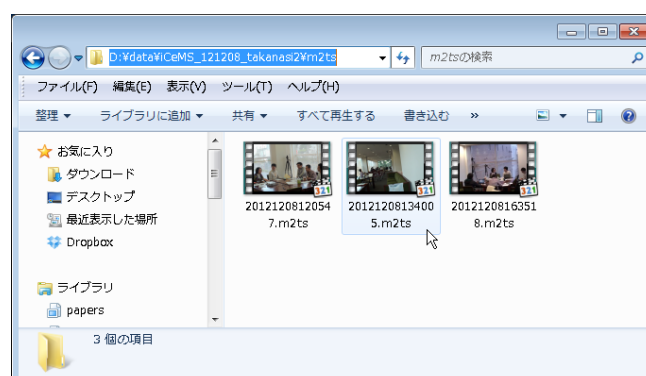 D:¥data¥iCeMS_121208_takanasi2¥m2ts
m2tsの検索
ファイル(F) 編集(E) 表示(V) ツール(T) ヘルプ(H)
整理 ライブラリに追加 共有 すべて再生する 書き込む »
お気に入り
ダウンロード
デスクトップ
最近表示した場所
Dropbox
ライブラリ
papers
321
2012120812054
7.m2ts
321
2012120813400
5.m2ts
321
2012120816351
8.m2ts
3 個の項目